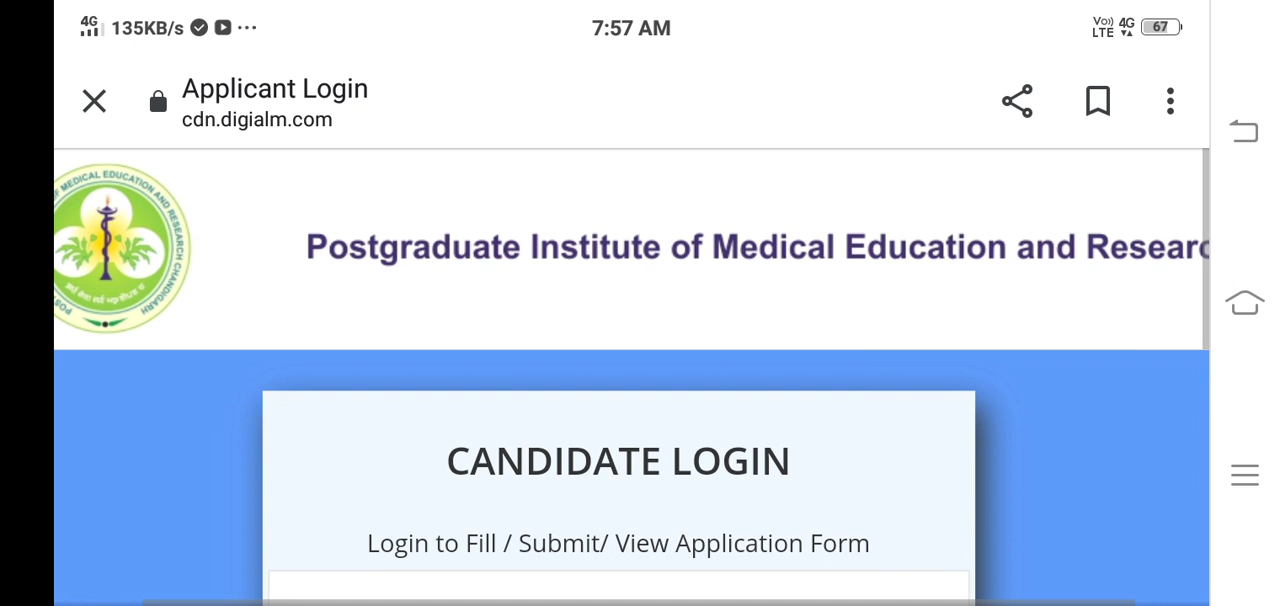 4G 135KB/s ... 7:57 AM Vo)) LTE 4G 67
Applicant Login
cdn.digialm.com
OF MEDICAL EDUCATION AND RESEARCH CHANDIGARH
Postgraduate Institute of Medical Education and Researc
CANDIDATE LOGIN
Login to Fill / Submit/ View Application Form